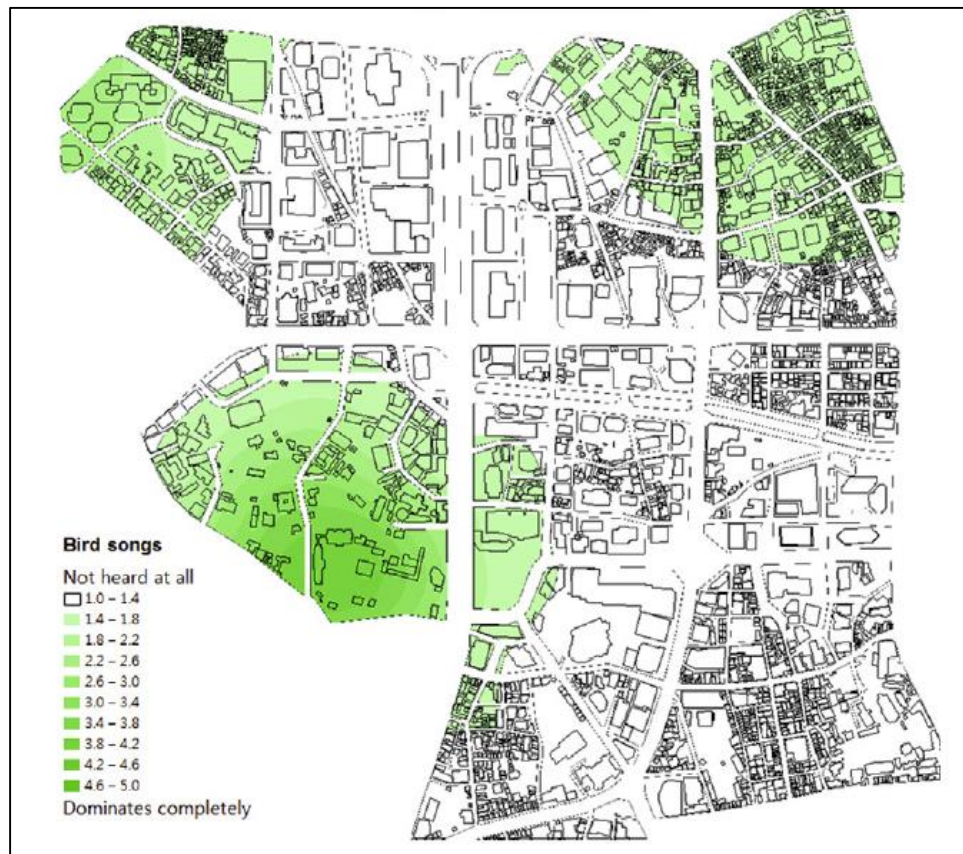 Bird songs
Not heard at all
1.0 – 1.4
1.4 – 1.8
1.8 – 2.2
2.2 – 2.6
2.6 – 3.0
3.0 – 3.4
3.4 – 3.8
3.8 – 4.2
4.2 – 4.6
4.6 – 5.0
Dominates completely